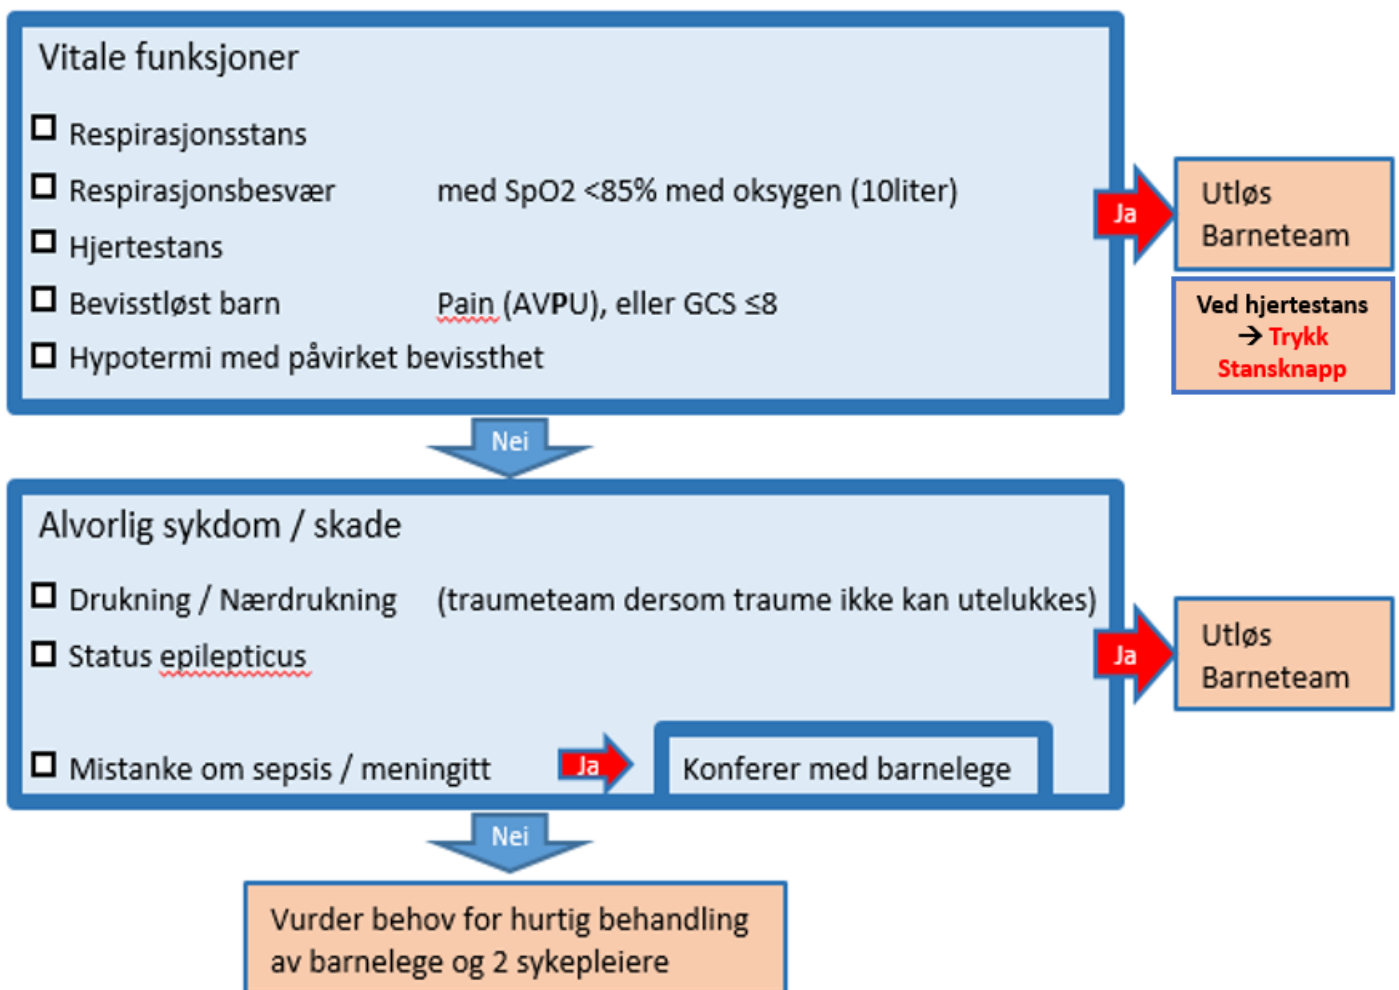 Vitale funksjoner
Respirasjonsstans
Respirasjonsbesvær med SpO2 <85% med oksygen (10liter)
Hjertestans
Bevisstløst barn Pain (AVPU), eller GCS ≤8
Hypotermi med påvirket bevissthet
Ja
Utløs
Barneteam
Ved hjertestans
→ Trykk
Stansknapp
Nei
Alvorlig sykdom / skade
Drukning / Nærdrukning (traumeteam dersom traume ikke kan utelukkes)
Status epilepticus
Ja
Utløs
Barneteam
Mistanke om sepsis / meningitt
Ja
Konferer med barnelege
Nei
Vurder behov for hurtig behandling
av barnelege og 2 sykepleiere